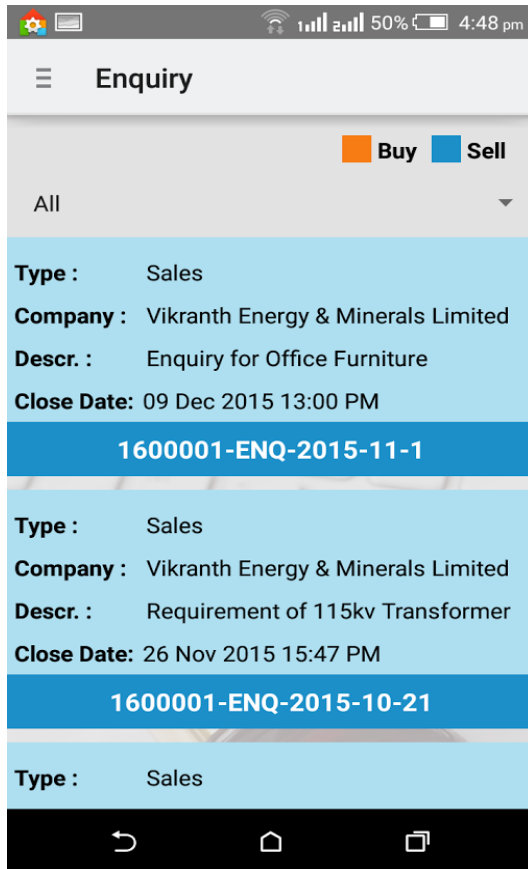 50% 4:48 pm
Enquiry
Buy Sell
All
Type : Sales
Company : Vikranth Energy & Minerals Limited
Descr. : Enquiry for Office Furniture
Close Date: 09 Dec 2015 13:00 PM
1600001-ENQ-2015-11-1
Type : Sales
Company : Vikranth Energy & Minerals Limited
Descr. : Requirement of 115kv Transformer
Close Date: 26 Nov 2015 15:47 PM
1600001-ENQ-2015-10-21
Type : Sales